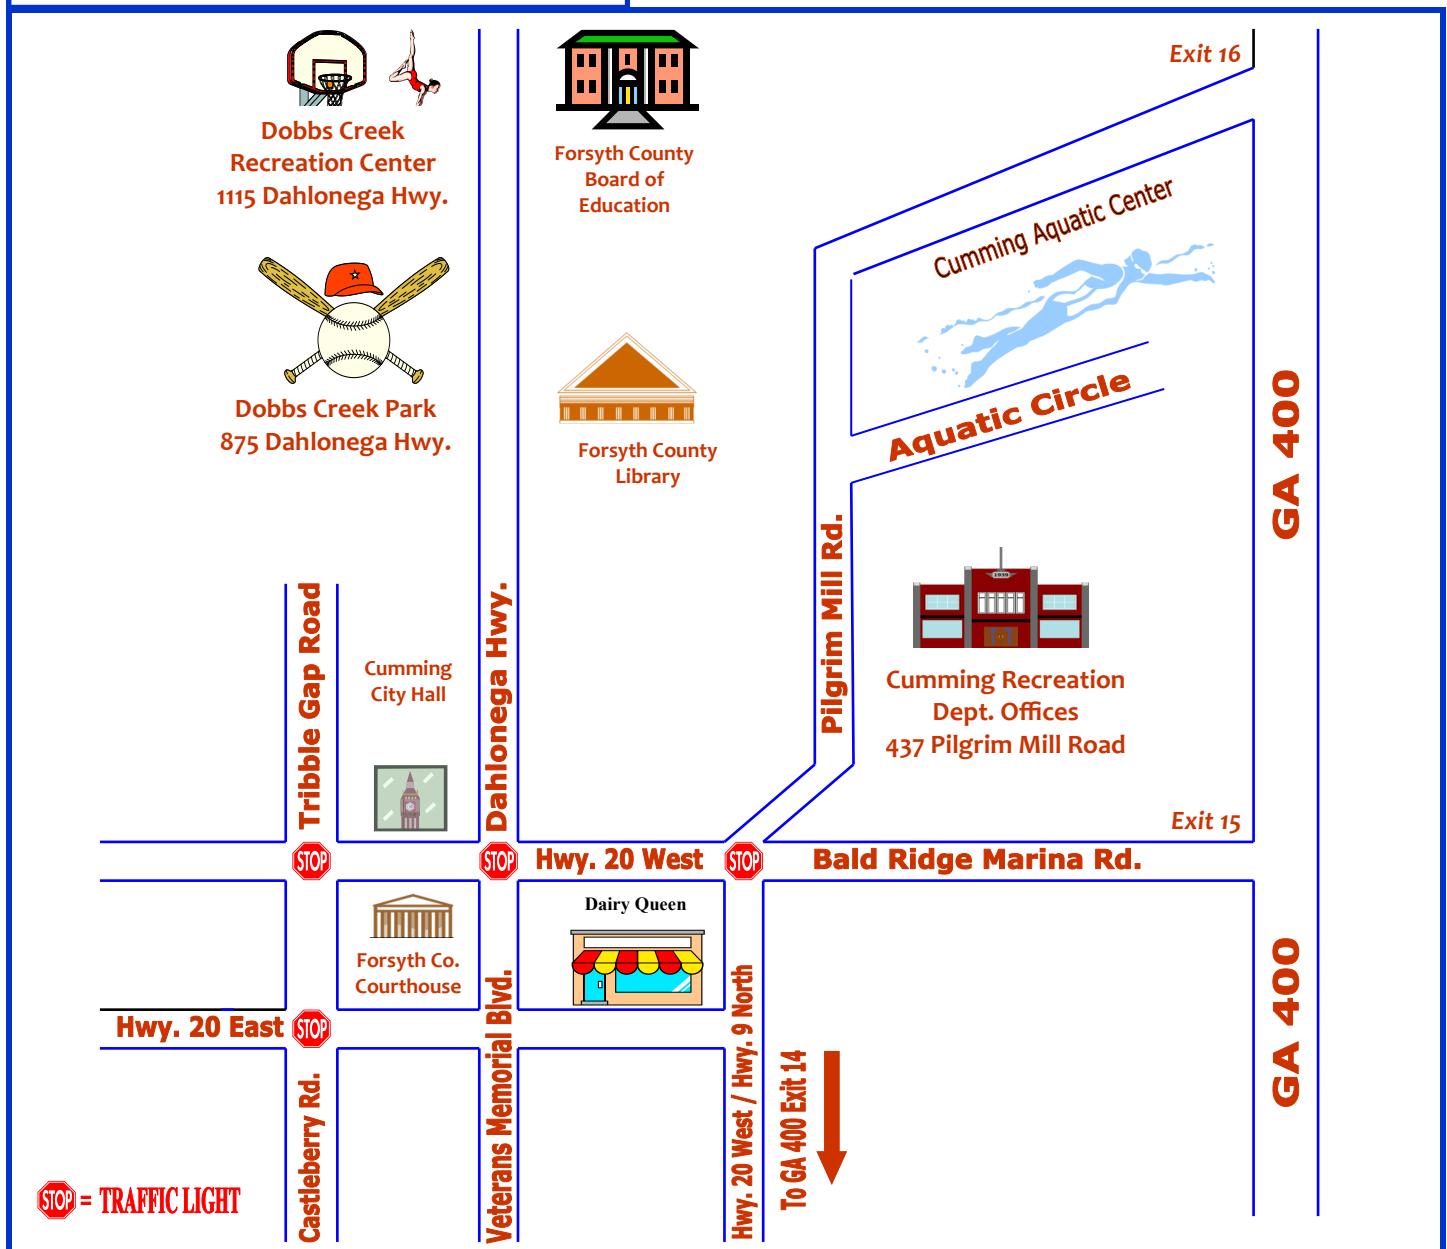 Exit 16
Dobbs Creek
Recreation Center
1115 Dahlonega Hwy.
Forsyth County
Board of
Education
Cumming Aquatic Center
Dobbs Creek Park
875 Dahlonega Hwy.
Forsyth County
Library
Aquatic Circle
GA 400
Pilgrim Mill Rd.
1939
Tribble Gap Road
Dahlonega Hwy.
Cumming
City Hall
Cumming Recreation
Dept. Offices
437 Pilgrim Mill Road
Exit 15
STOP
STOP
Hwy. 20 West
STOP
Bald Ridge Marina Rd.
Dairy Queen
Forsyth Co.
Courthouse
Hwy. 20 East
STOP
Castleberry Rd.
Veterans Memorial Blvd.
Hwy. 20 West / Hwy. 9 North
To GA 400 Exit 14
GA 400
STOP = TRAFFIC LIGHT